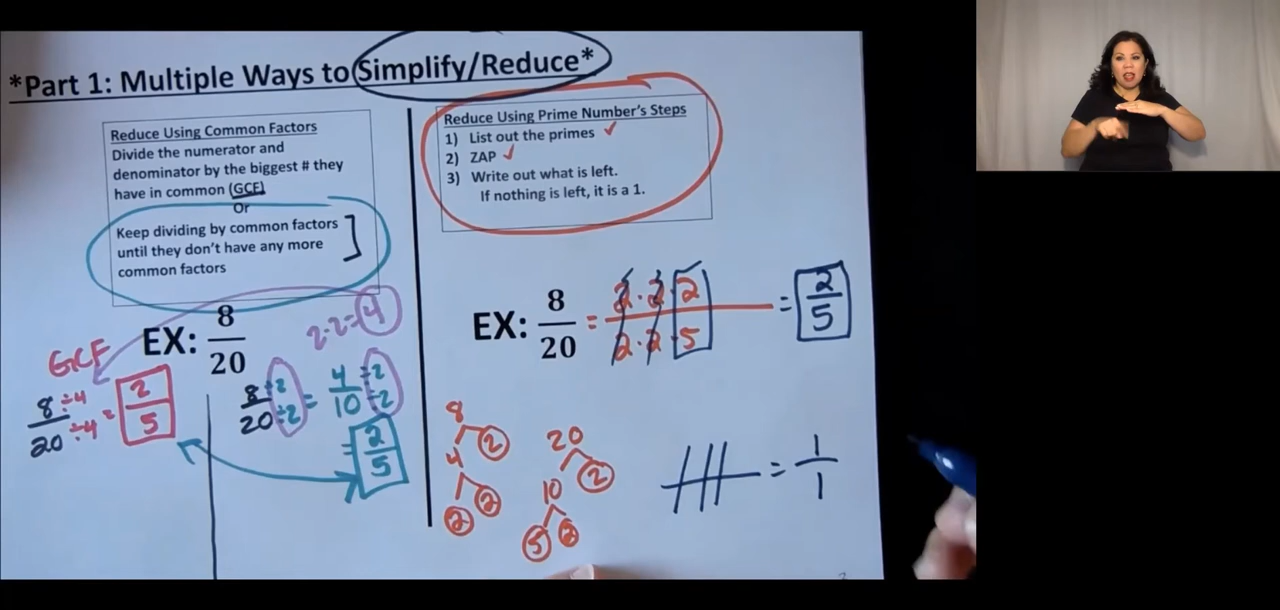 *Part 1: Multiple Ways to Simplify/Reduce*
Reduce Using Common Factors
Divide the numerator and
denominator by the biggest # they
have in common (GCF)
Or
Keep dividing by common factors
until they don't have any more
common factors
EX: 8/20
2·2=4
GCF
8÷4/20÷4 = 2/5
8÷2/20÷2 = 4÷2/10÷2
= 2/5
Reduce Using Prime Number's Steps
1) List out the primes ✓
2) ZAP ✓
3) Write out what is left.
If nothing is left, it is a 1.
EX: 8/20 = 2·2·2/2·2·5 = 2/5
8
4 2
2 2
20
10 2
5 2
= 1/1